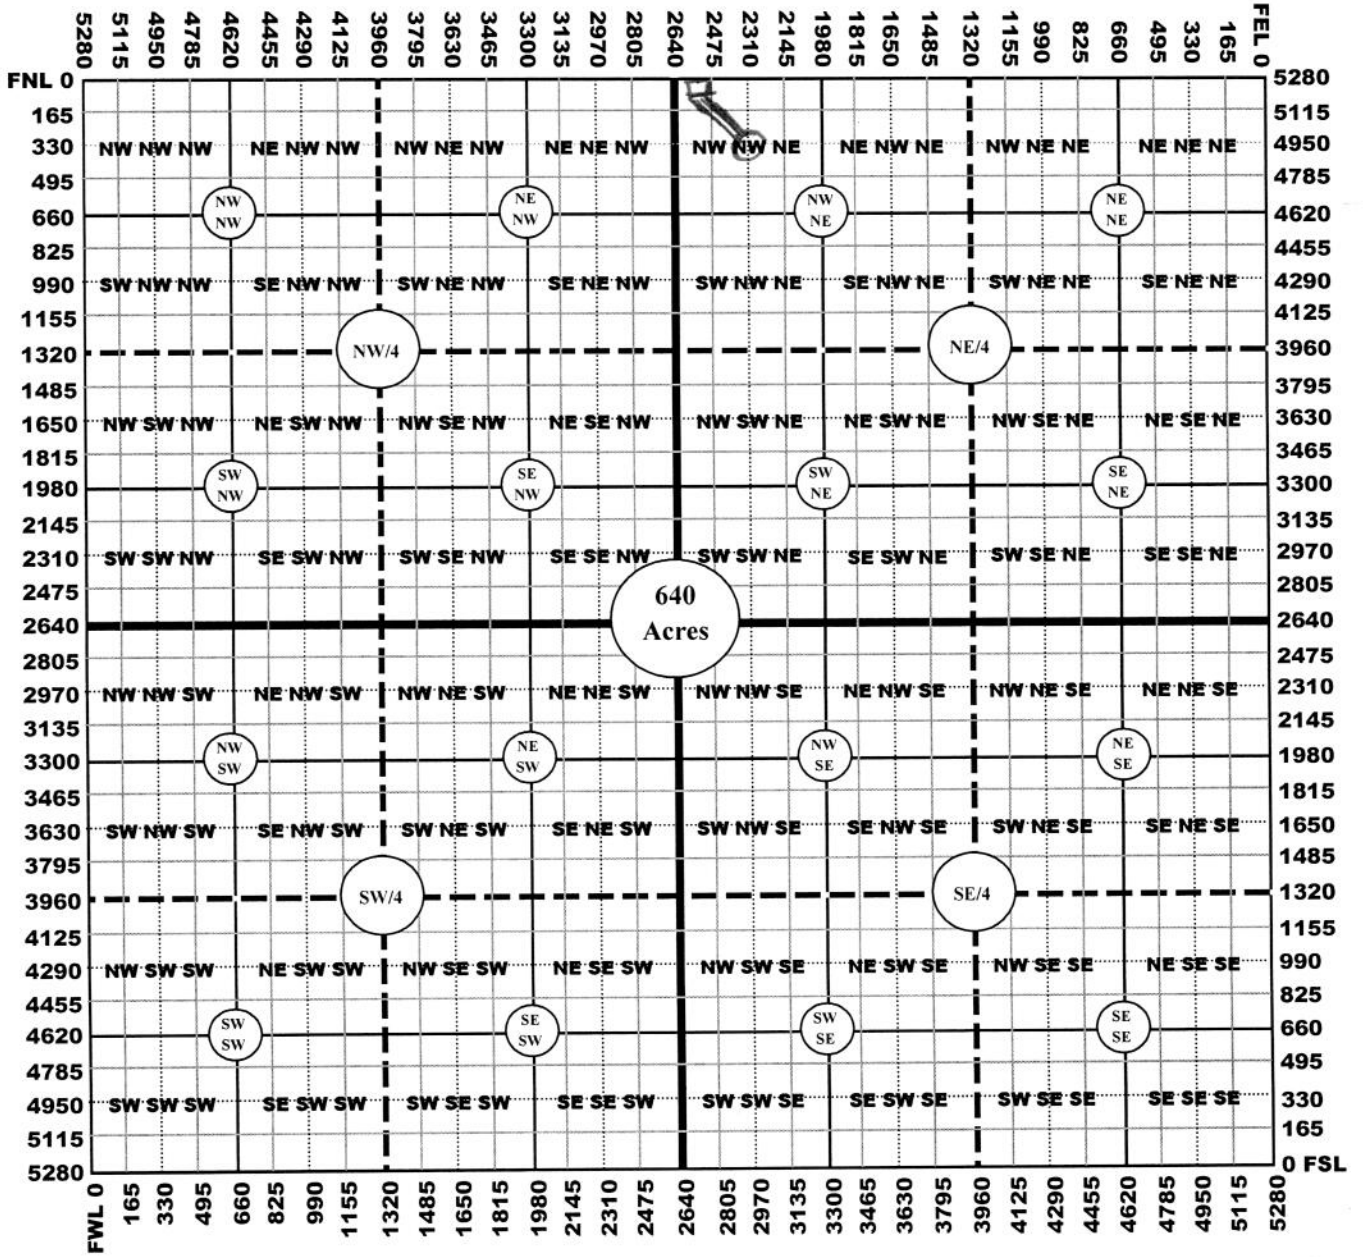 5280 5115 4950 4785 4620 4455 4290 4125 3960 3795 3630 3465 3300 3135 2970 2805 2640 2475 2310 2145 1980 1815 1650 1485 1320 1155 990 825 660 495 330 165 FEL 0
FNL 0 5280
165 5115
330 NW NW NW NE NW NW NW NE NW NE NE NW NW NW NE NE NW NE NW NE NE NE NE NE 4950
495 4785
NW NE NW NE
660 NW NW NE NE 4620
825 4455
990 SW NW NW SE NW NW SW NE NW SE NE NW SW NW NE SE NW NE SW NE NE SE NE NE 4290
1155 4125
1320 NW/4 NE/4 3960
1485 3795
1650 NW SW NW NE SW NW NW SE NW NE SE NW NW SW NE NE SW NE NW SE NE NE SE NE 3630
1815 3465
SW SE SW SE
1980 NW NW NE NE 3300
2145 3135
2310 SW SW NW SE SW NW SW SE NW SE SE NW SW SW NE SE SW NE SW SE NE SE SE NE 2970
2475 640 2805
2640 Acres 2640
2805 2475
2970 NW NW SW NE NW SW NW NE SW NE NE SW NW NW SE NE NW SE NW NE SE NE NE SE 2310
3135 2145
NW NE NW NE
3300 SW SW SE SE 1980
3465 1815
3630 SW NW SW SE NW SW SW NE SW SE NE SW SW NW SE SE NW SE SW NE SE SE NE SE 1650
3795 1485
3960 SW/4 SE/4 1320
4125 1155
4290 NW SW SW NE SW SW NW SE SW NE SE SW NW SW SE NE SW SE NW SE SE NE SE SE 990
4455 825
SW SE SW SE
4620 SW SW SE SE 660
4785 495
4950 SW SW SW SE SW SW SW SE SW SE SE SW SW SW SE SE SW SE SW SE SE SE SE SE 330
5115 165
5280 0 FSL
FWL 0 165 330 495 660 825 990 1155 1320 1485 1650 1815 1980 2145 2310 2475 2640 2805 2970 3135 3300 3465 3630 3795 3960 4125 4290 4455 4620 4785 4950 5115 5280